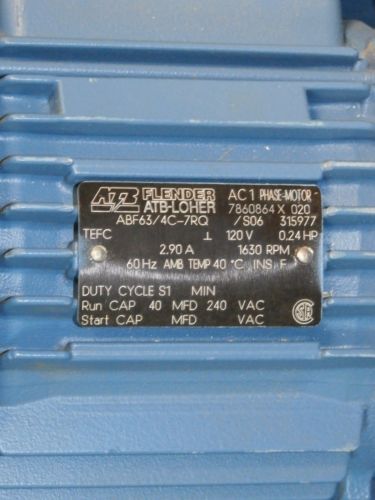 ATB FLENDER AC 1 PHASE-MOTOR
ATB-LOHER 7860864 X 020
ABF63/4C-7RQ /S06 315977
TEFC ⊥ 120 V 0.24 HP
2.90 A 1630 RPM
60 Hz AMB TEMP 40 °C INS F
DUTY CYCLE S1 MIN
Run CAP 40 MFD 240 VAC
Start CAP MFD VAC